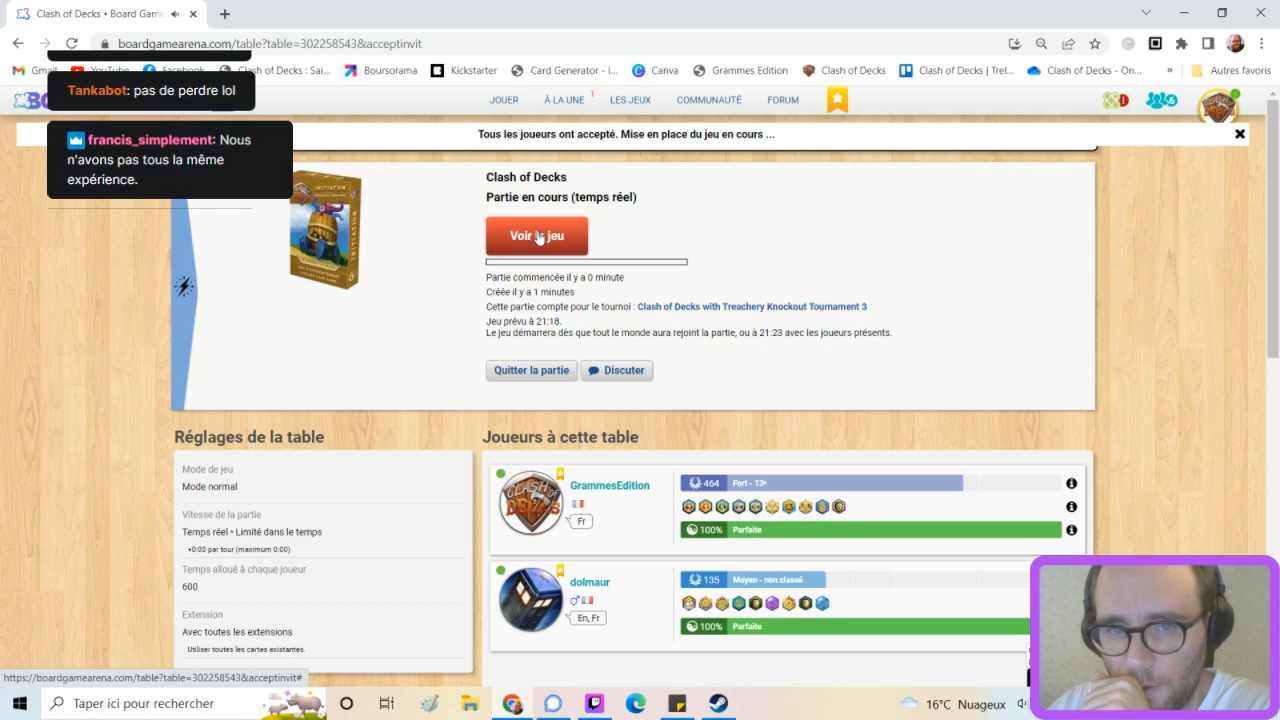 Clash of Decks • Board Game
boardgamearena.com/table?table=302258543&acceptinvit
Gmail
YouTube
Facebook
Clash of Decks : Sai...
Boursorama
Kickstarter
Card Generator - I...
Canva
Grammes Edition
Clash of Decks
Clash of Decks | Trel...
Clash of Decks - On...
»
Autres favoris
Tankabot: pas de perdre lol
francis_simplement: Nous
n'avons pas tous la même
expérience.
JOUER
À LA UNE
1
LES JEUX
COMMUNAUTÉ
FORUM
6
Tous les joueurs ont accepté. Mise en place du jeu en cours ...
INITIATION
Clash of Decks
Partie en cours (temps réel)
Voir le jeu
Partie commencée il y a 0 minute
Créée il y a 1 minutes
Cette partie compte pour le tournoi : Clash of Decks with Treachery Knockout Tournament 3
Jeu prévu à 21:18.
Le jeu démarrera dès que tout le monde aura rejoint la partie, ou à 21:23 avec les joueurs présents.
Quitter la partie
Discuter
Réglages de la table
Mode de jeu
Mode normal
Vitesse de la partie
Temps réel • Limité dans le temps
+0:00 par tour (maximum 0:00)
Temps alloué à chaque joueur
600
Extension
Avec toutes les extensions
Utiliser toutes les cartes existantes.
Joueurs à cette table
CLASH OF DECKS
GrammesEdition
Fr
464
Fort - 13e
100%
Parfaite
dolmaur
En, Fr
135
Moyen - non classé
100%
Parfaite
https://boardgamearena.com/table?table=302258543&acceptinvit#
Taper ici pour rechercher
16°C Nuageux